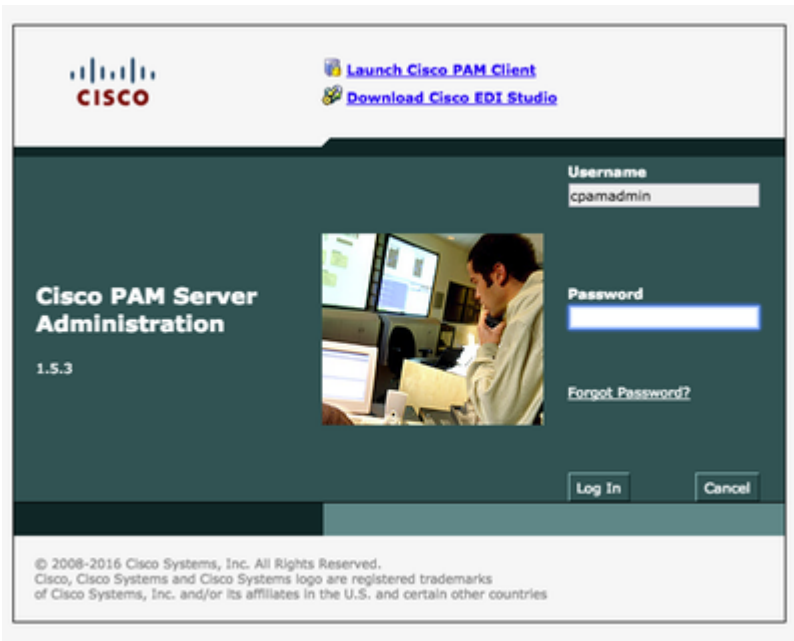 CISCO
Launch Cisco PAM Client
Download Cisco EDI Studio
Username
cpamadmin
Cisco PAM Server
Administration
1.5.3
Password
Forgot Password?
Log In
Cancel
© 2008-2016 Cisco Systems, Inc. All Rights Reserved.
Cisco, Cisco Systems and Cisco Systems logo are registered trademarks
of Cisco Systems, Inc. and/or its affiliates in the U.S. and certain other countries